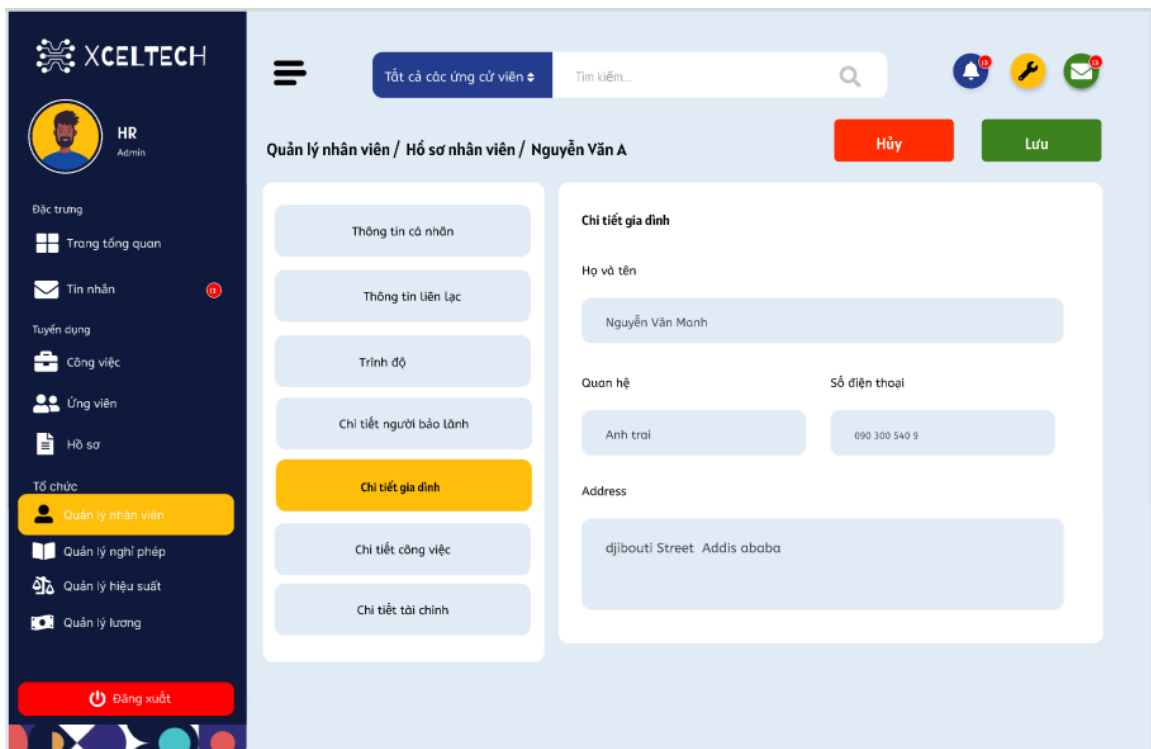 XCELTECH
HR
Admin
Đặc trưng
Trang tổng quan
Tin nhắn
13
Tuyển dụng
Công việc
Ứng viên
Hồ sơ
Tổ chức
Quản lý nhân viên
Quản lý nghỉ phép
Quản lý hiệu suất
Quản lý lương
Đăng xuất
Tất cả các ứng cử viên
Tìm kiếm...
13
13
Quản lý nhân viên / Hồ sơ nhân viên / Nguyễn Văn A
Hủy
Lưu
Thông tin cá nhân
Thông tin liên lạc
Trình độ
Chi tiết người bảo lãnh
Chi tiết gia đình
Chi tiết công việc
Chi tiết tài chính
Chi tiết gia đình
Họ và tên
Nguyễn Văn Manh
Quan hệ
Số điện thoại
Anh trai
090 300 540 9
Address
djibouti Street Addis ababa